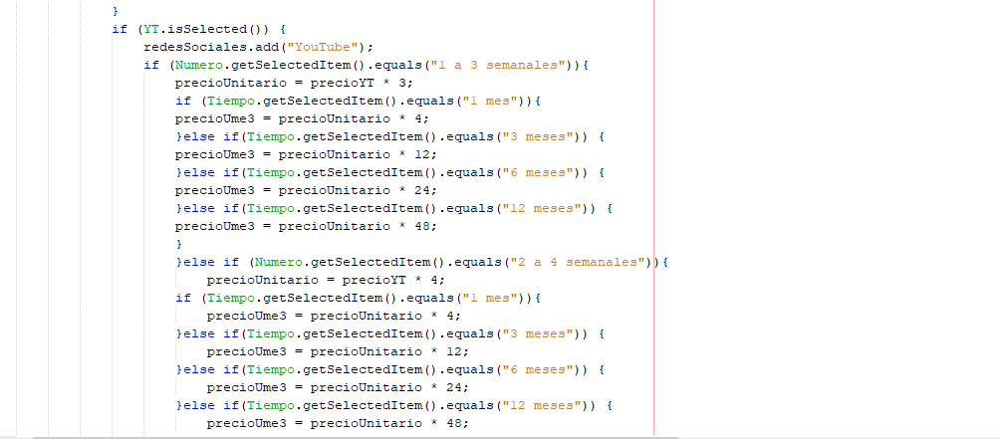 }
if (YT.isSelected()) {
redesSociales.add("YouTube");
if (Numero.getSelectedItem().equals("1 a 3 semanales")){
precioUnitario = precioYT * 3;
if (Tiempo.getSelectedItem().equals("1 mes")){
precioUme3 = precioUnitario * 4;
}else if(Tiempo.getSelectedItem().equals("3 meses")) {
precioUme3 = precioUnitario * 12;
}else if(Tiempo.getSelectedItem().equals("6 meses")) {
precioUme3 = precioUnitario * 24;
}else if(Tiempo.getSelectedItem().equals("12 meses")) {
precioUme3 = precioUnitario * 48;
}
}else if (Numero.getSelectedItem().equals("2 a 4 semanales")){
precioUnitario = precioYT * 4;
if (Tiempo.getSelectedItem().equals("1 mes")){
precioUme3 = precioUnitario * 4;
}else if(Tiempo.getSelectedItem().equals("3 meses")) {
precioUme3 = precioUnitario * 12;
}else if(Tiempo.getSelectedItem().equals("6 meses")) {
precioUme3 = precioUnitario * 24;
}else if(Tiempo.getSelectedItem().equals("12 meses")) {
precioUme3 = precioUnitario * 48;